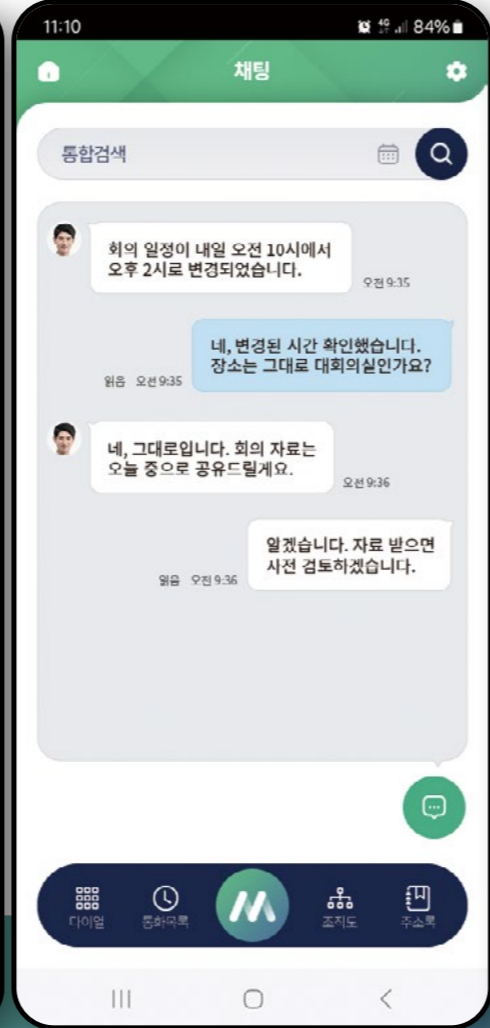 11:10
4G 84%
채팅
통합검색
회의 일정이 내일 오전 10시에서
오후 2시로 변경되었습니다.
오전 9:35
네, 변경된 시간 확인했습니다.
장소는 그대로 대회의실인가요?
읽음 오전 9:35
네, 그대로입니다. 회의 자료는
오늘 중으로 공유드릴게요.
오전 9:36
알겠습니다. 자료 받으면
사전 검토하겠습니다.
읽음 오전 9:36
다이얼
통화목록
조직도
주소록